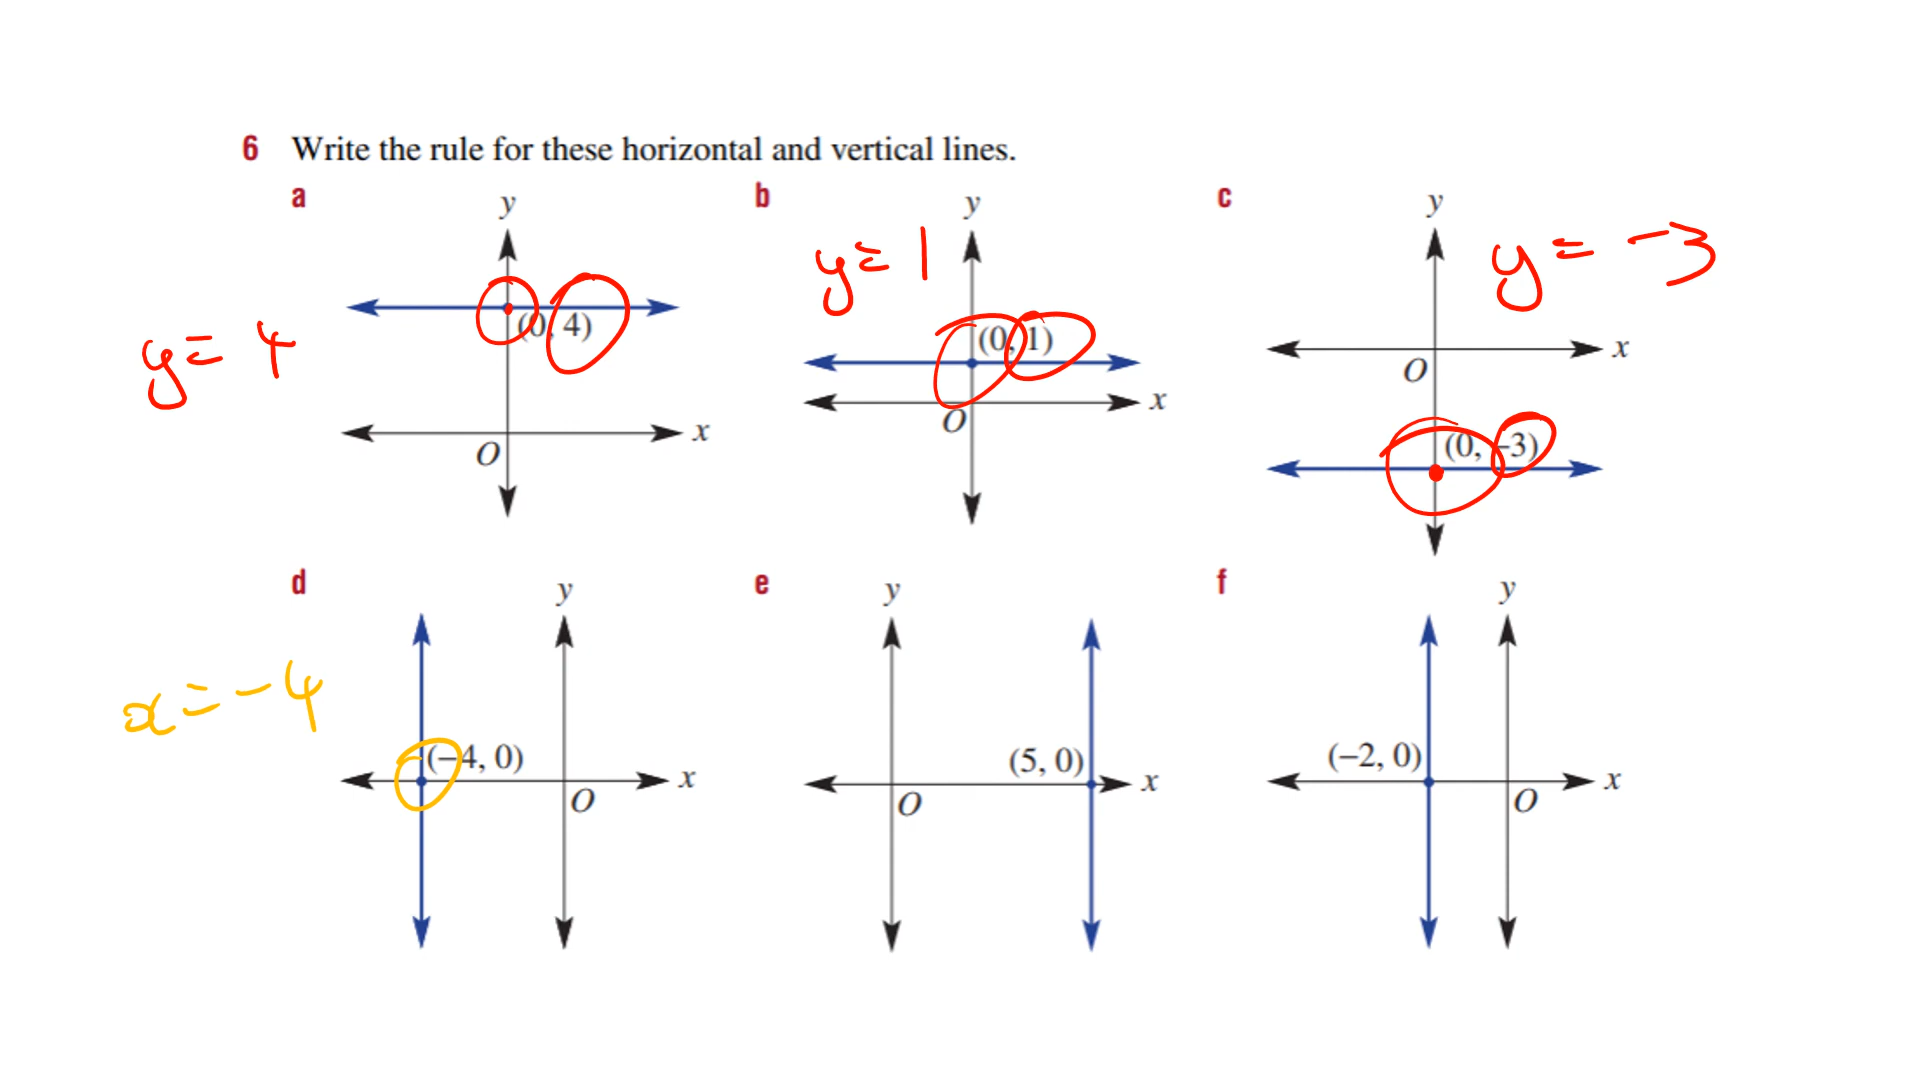 6 Write the rule for these horizontal and vertical lines.
a
y
y = 4
(0, 4)
x
O
b
y
y = 1
(0, 1)
x
O
c
y
y = -3
x
O
(0, −3)
d
y
x = -4
(−4, 0)
x
O
e
y
(5, 0)
x
O
f
y
(−2, 0)
x
O